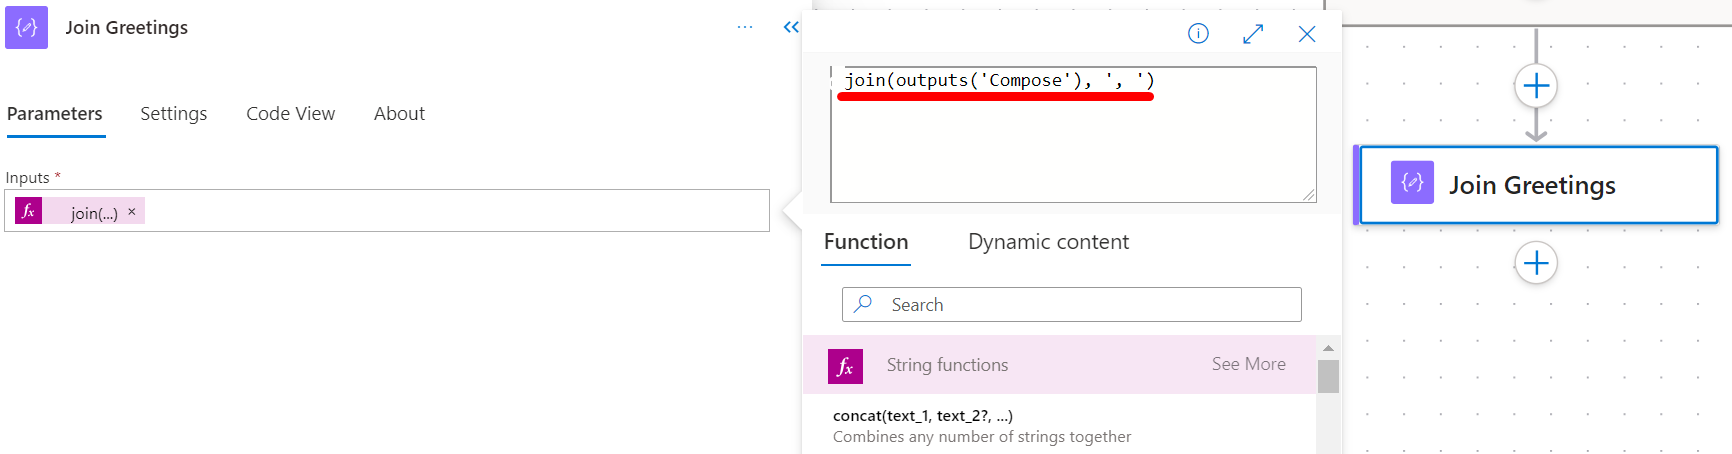 Join Greetings
Parameters Settings Code View About
Inputs *
fx join(...) ×
join(outputs('Compose'), ', ')
Function Dynamic content
Search
fx String functions See More
concat(text_1, text_2?, ...)
Combines any number of strings together
Join Greetings